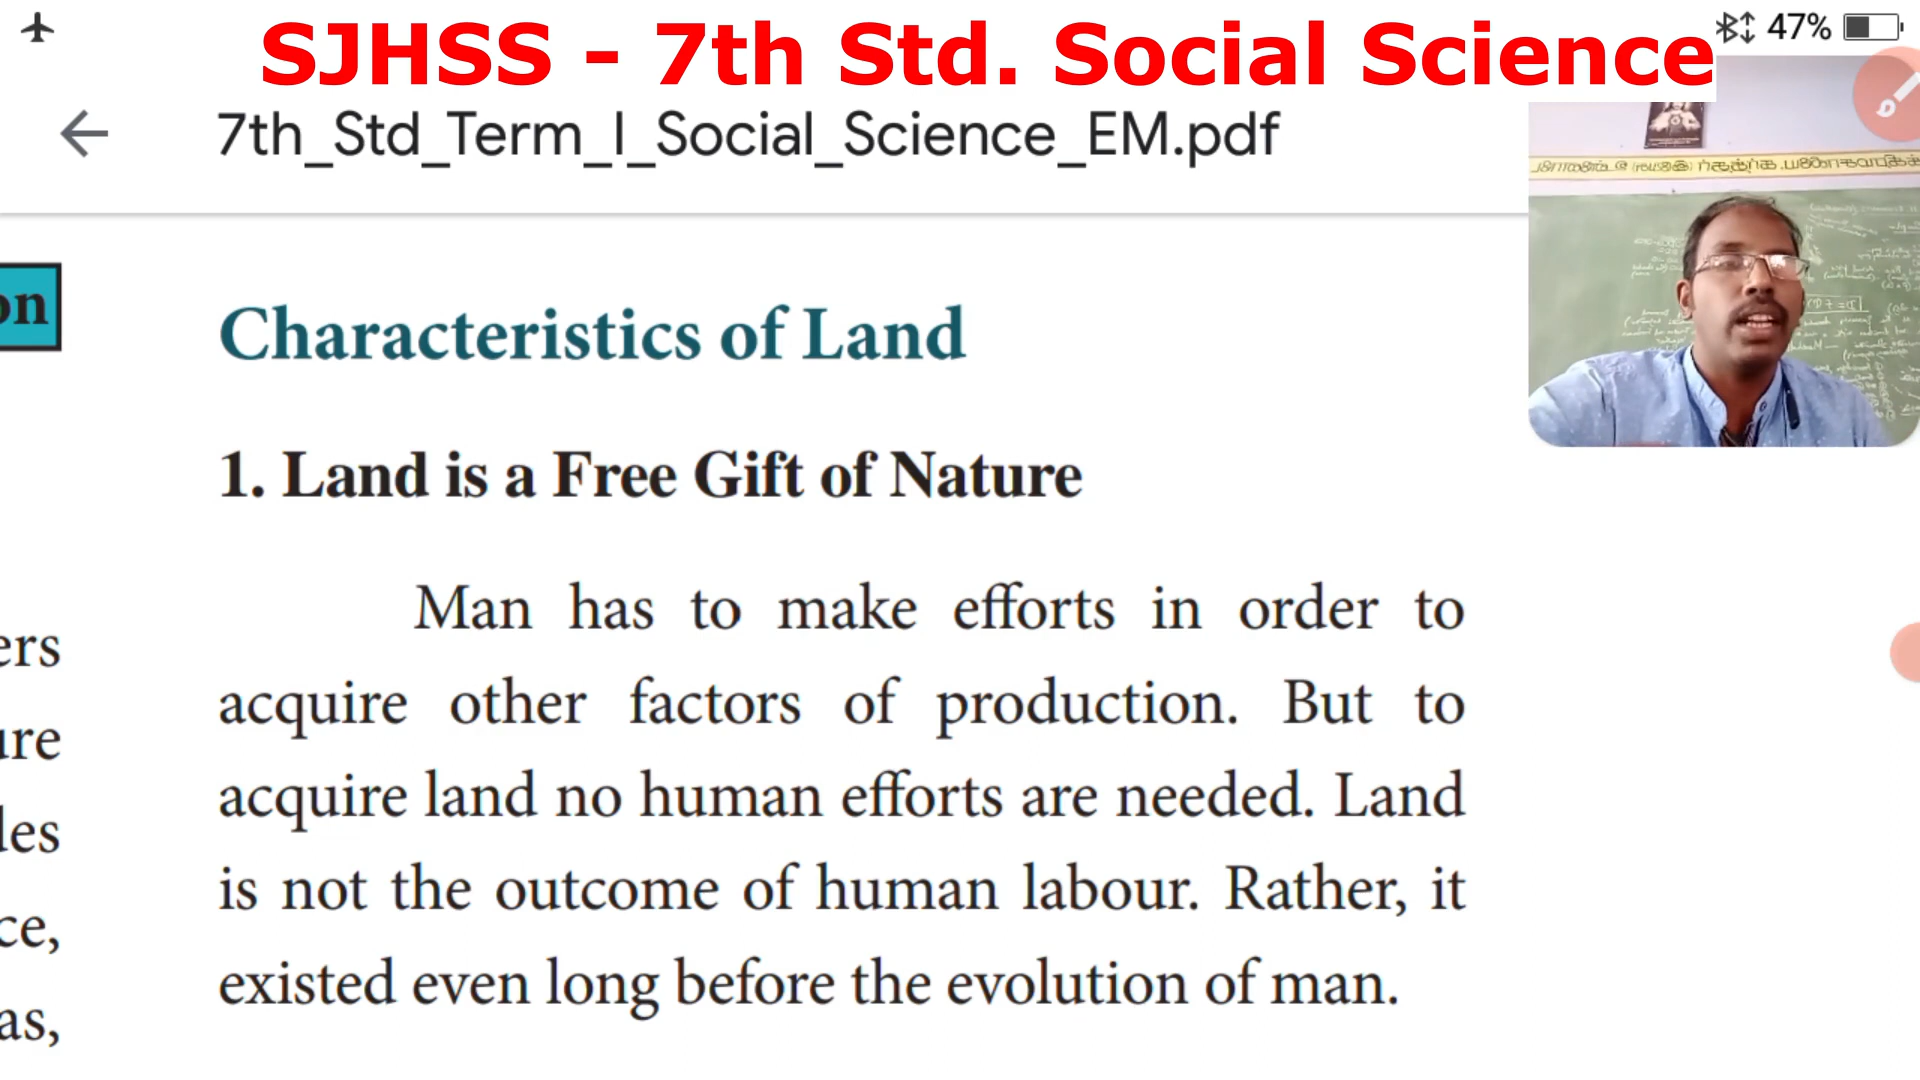 SJHSS - 7th Std. Social Science
47%
7th_Std_Term_I_Social_Science_EM.pdf
on
Characteristics of Land
1. Land is a Free Gift of Nature
Man has to make efforts in order to
acquire other factors of production. But to
acquire land no human efforts are needed. Land
is not the outcome of human labour. Rather, it
existed even long before the evolution of man.
ers
ure
les
ce,
as,